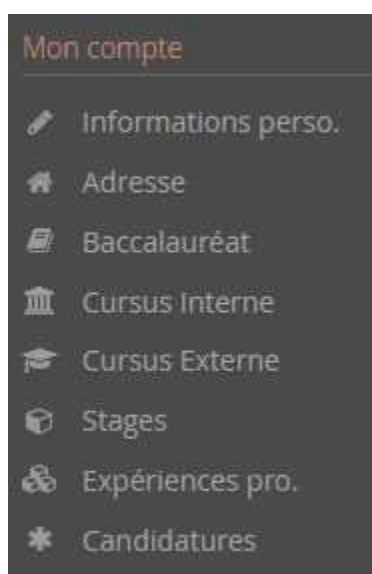 Mon compte
Informations perso.
Adresse
Baccalauréat
Cursus Interne
Cursus Externe
Stages
Expériences pro.
Candidatures